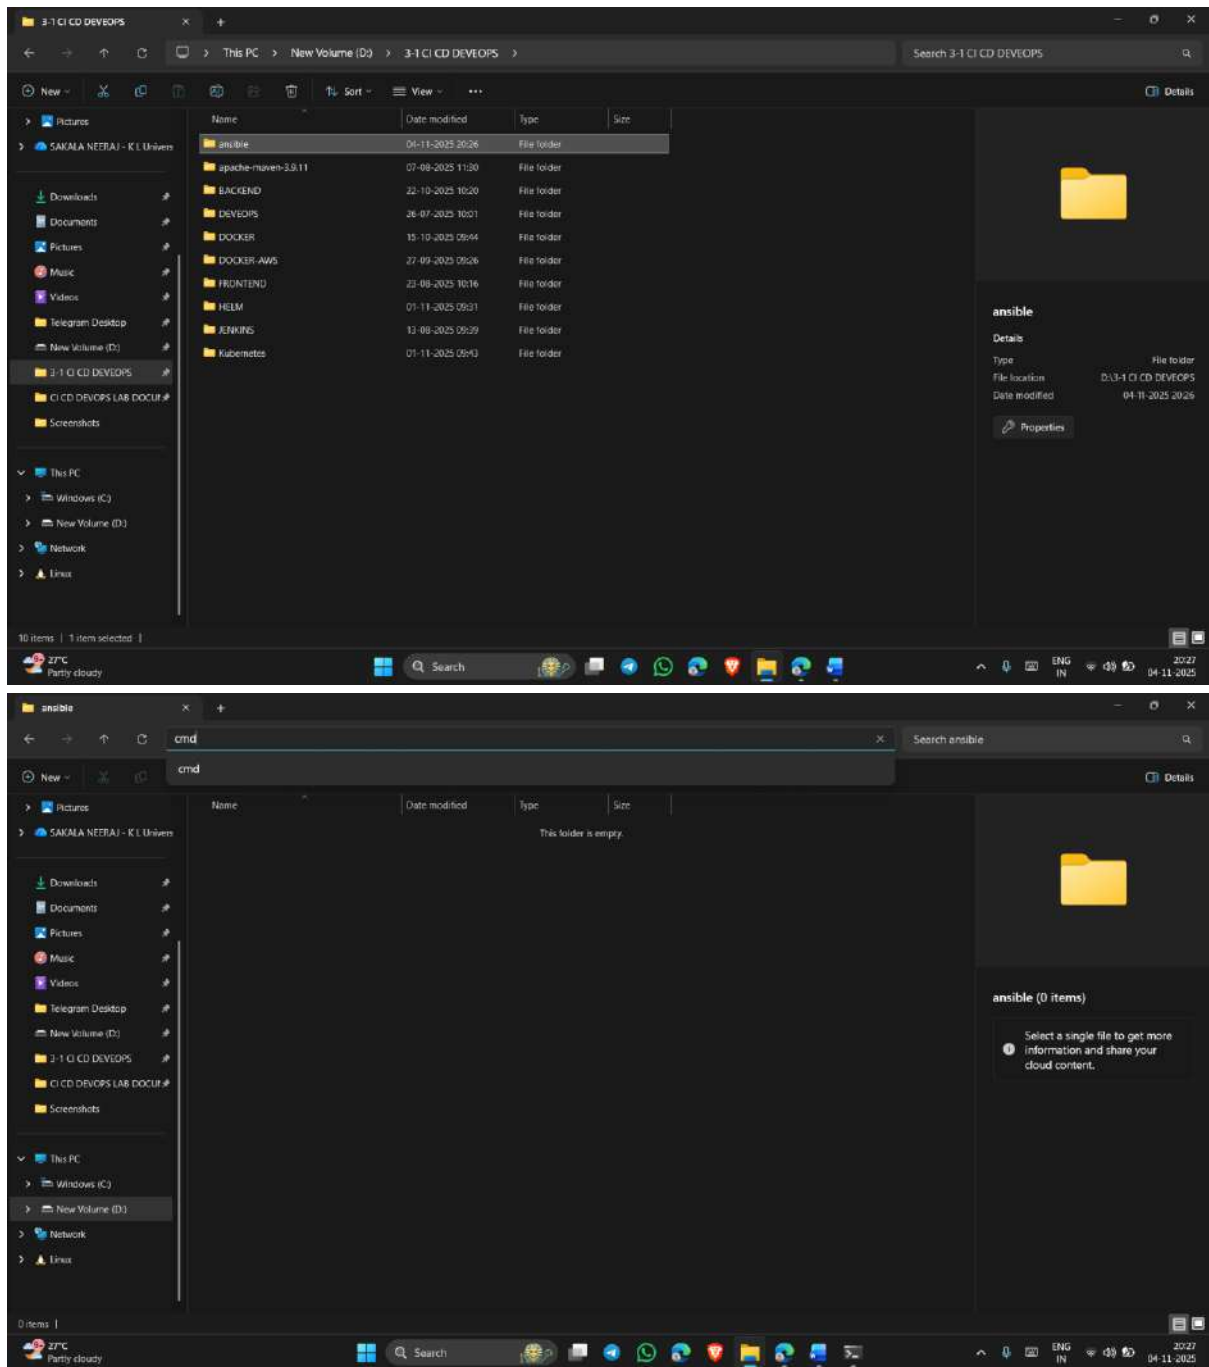 3-1 CI CD DEVEOPS
This PC > New Volume (D:) > 3-1 CI CD DEVEOPS >
Search 3-1 CI CD DEVEOPS
New
Sort
View
Details
Pictures
SAKALA NEERAJ - K L Univers
Downloads
Documents
Pictures
Music
Videos
Telegram Desktop
New Volume (D:)
3-1 CI CD DEVEOPS
CI CD DEVOPS LAB DOCUM
Screenshots
This PC
Windows (C:)
New Volume (D:)
Network
Linux
Name Date modified Type Size
ansible 04-11-2025 20:26 File folder
apache-maven-3.9.11 07-08-2025 11:30 File folder
BACKEND 22-10-2025 10:20 File folder
DEVEOPS 26-07-2025 10:01 File folder
DOCKER 15-10-2025 09:44 File folder
DOCKER-AWS 27-09-2025 09:26 File folder
FRONTEND 23-08-2025 10:16 File folder
HELM 01-11-2025 09:31 File folder
JENKINS 13-08-2025 09:39 File folder
Kubernetes 01-11-2025 09:43 File folder
ansible
Details
Type File folder
File location D:\3-1 CI CD DEVEOPS
Date modified 04-11-2025 20:26
Properties
10 items | 1 item selected |
27°C
Partly cloudy
Search
ENG
IN
20:27
04-11-2025
ansible
cmd
Search ansible
cmd
New
Details
Pictures
SAKALA NEERAJ - K L Univers
Downloads
Documents
Pictures
Music
Videos
Telegram Desktop
New Volume (D:)
3-1 CI CD DEVEOPS
CI CD DEVOPS LAB DOCUM
Screenshots
This PC
Windows (C:)
New Volume (D:)
Network
Linux
Name Date modified Type Size
This folder is empty.
ansible (0 items)
Select a single file to get more
information and share your
cloud content.
0 items |
27°C
Partly cloudy
Search
ENG
IN
20:27
04-11-2025